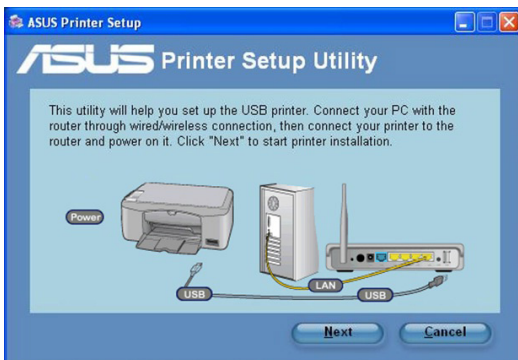 ASUS Printer Setup
ASUS Printer Setup Utility
This utility will help you set up the USB printer. Connect your PC with the
router through wired/wireless connection, then connect your printer to the
router and power on it. Click "Next" to start printer installation.
Power
USB
LAN
USB
Next
Cancel